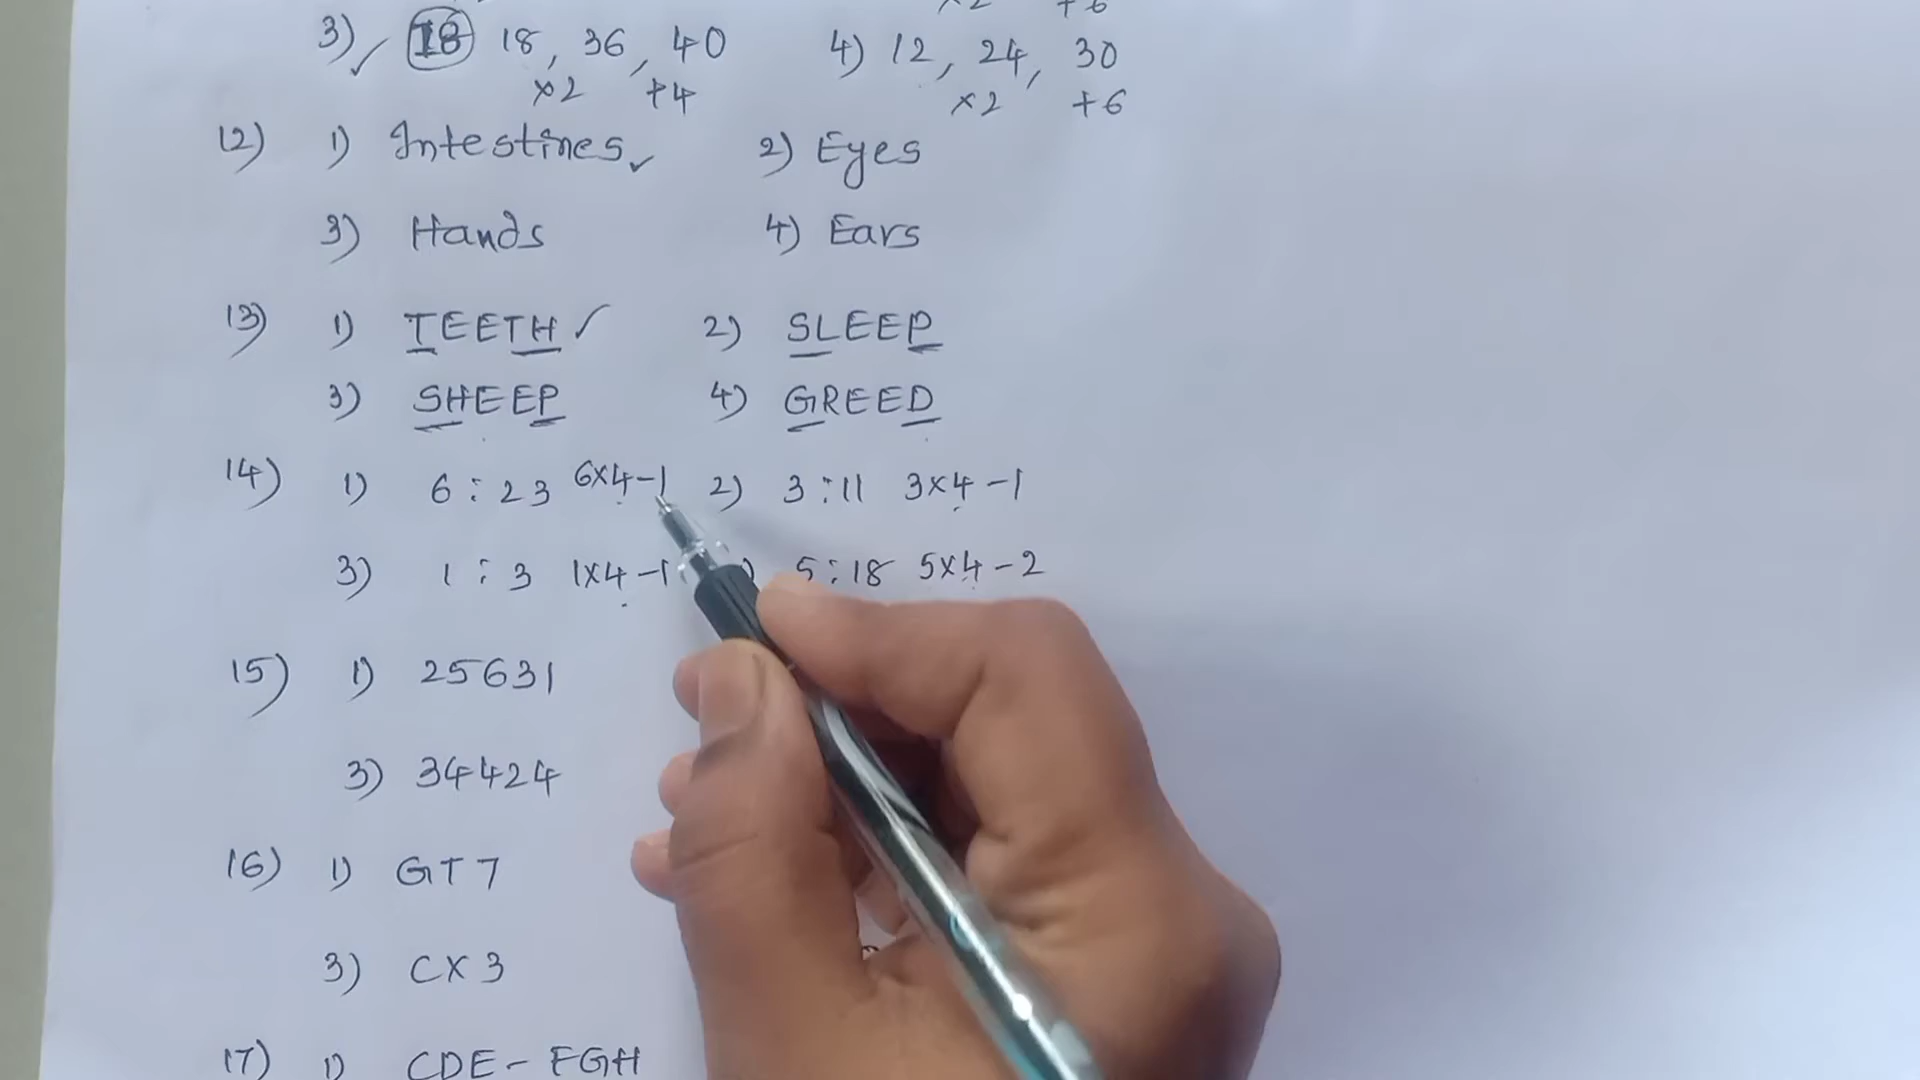 ×2 +6
3) ✓ 18 18, 36, 40 4) 12, 24, 30
×2 +4 ×2 +6
12) 1) Intestines ✓ 2) Eyes
3) Hands 4) Ears
13) 1) TEETH ✓ 2) SLEEP
3) SHEEP 4) GREED
14) 1) 6 : 23 6×4-1 2) 3 : 11 3×4-1
3) 1 : 3 1×4-1 ) 5 : 18 5×4-2
15) 1) 25631
3) 34424
16) 1) GT7
3) CX3
17) 1) CDE - FGH